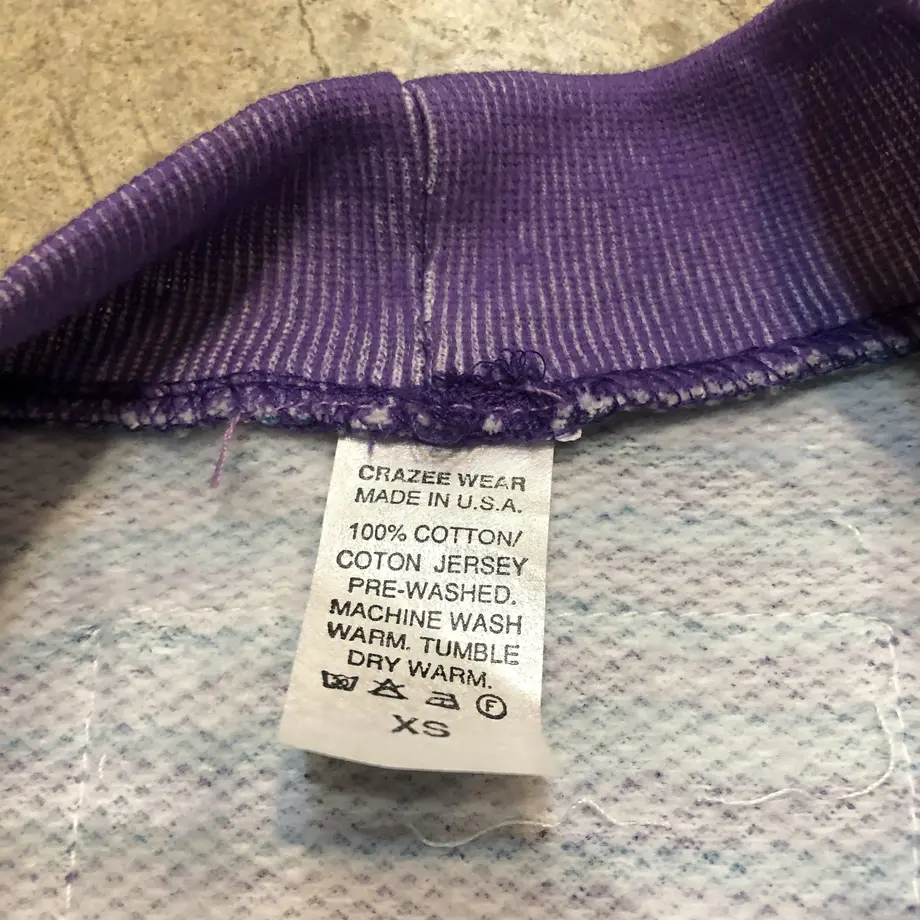 CRAZEE WEAR
MADE IN U.S.A.
100% COTTON/
COTON JERSEY
PRE-WASHED.
MACHINE WASH
WARM. TUMBLE
DRY WARM.
F
XS